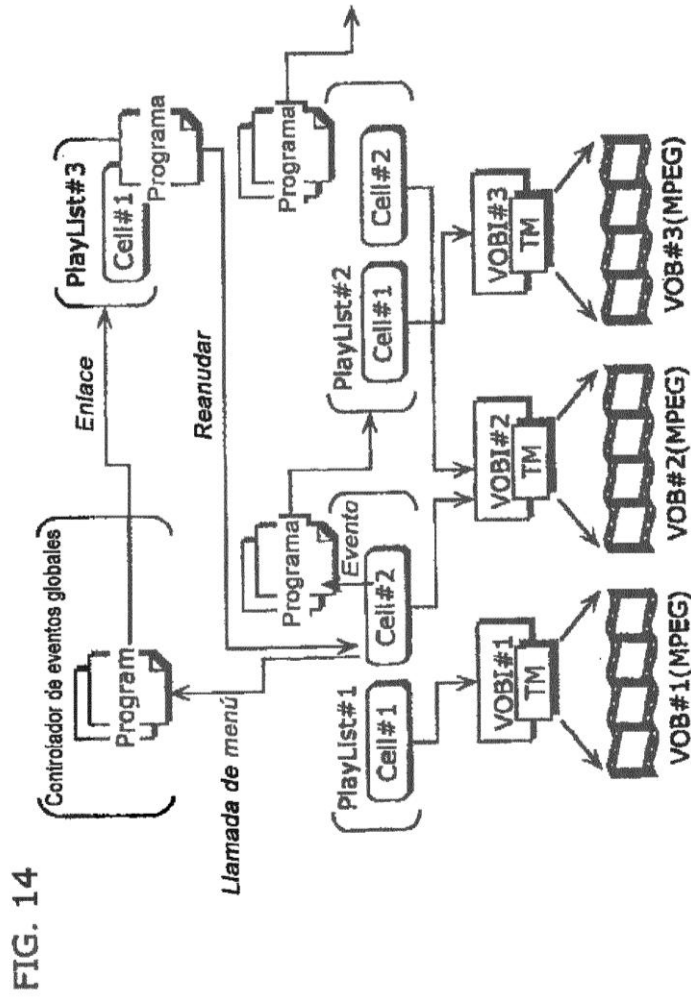 FIG. 14
Controlador de eventos globales
Program
Enlace
PlayList#3
Cell#1
Programa
Llamada de menú
Reanudar
PlayList#1
Cell#1
Cell#2
Evento
Programa
PlayList#2
Cell#1
Cell#2
Programa
VOBI#1
TM
VOBI#2
TM
VOBI#3
TM
VOB#1(MPEG)
VOB#2(MPEG)
VOB#3(MPEG)